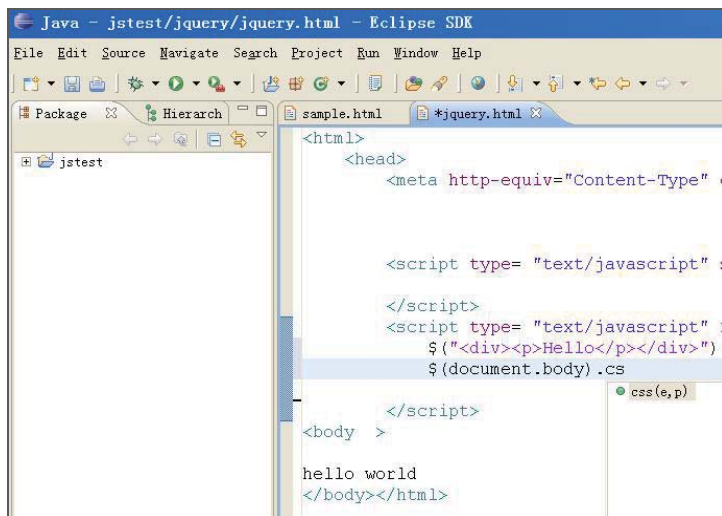 Java - jstest/jquery/jquery.html - Eclipse SDK
File Edit Source Navigate Search Project Run Window Help
Package Hierarch sample.html *jquery.html
jstest
<html>
<head>
<meta http-equiv="Content-Type"
<script type= "text/javascript"
</script>
<script type= "text/javascript"
$("<div><p>Hello</p></div>")
$(document.body).cs
css(e,p)
</script>
<body >
hello world
</body></html>